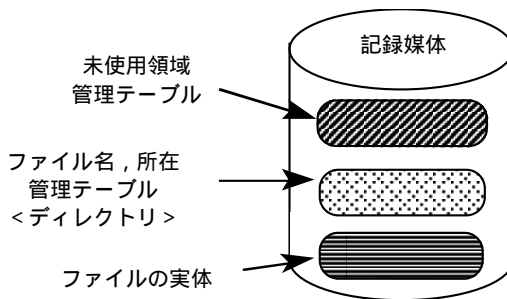 記録媒体
未使用領域
管理テーブル
ファイル名，所在
管理テーブル
＜ディレクトリ＞
ファイルの実体